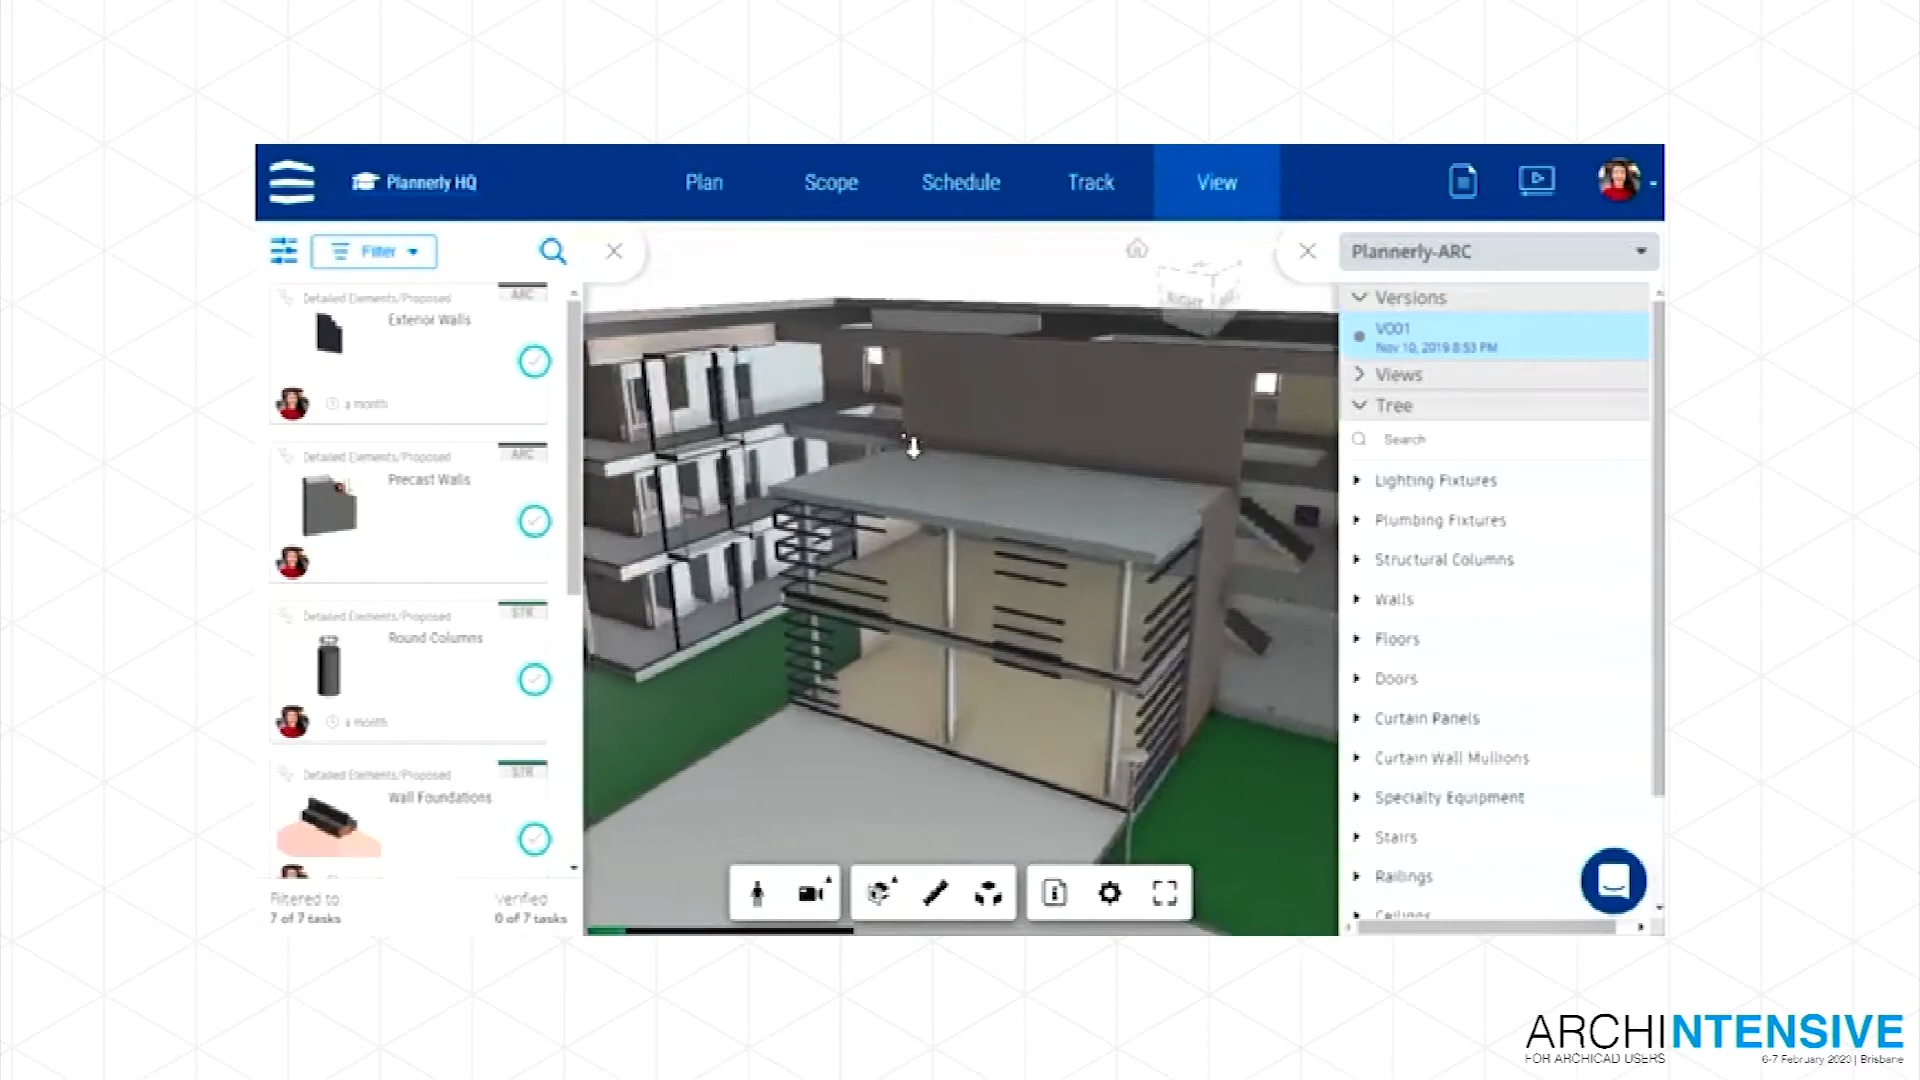 Plannerly HQ
Plan
Scope
Schedule
Track
View
Filter
Plannerly-ARC
Detailed Elements/Proposed
ARC
Exterior Walls
a month
Detailed Elements/Proposed
ARC
Precast Walls
Detailed Elements/Proposed
STR
Round Columns
a month
Detailed Elements/Proposed
STR
Wall Foundations
Filtered to
7 of 7 tasks
Verified
0 of 7 tasks
Versions
V001
Nov 10, 2019 8:53 PM
Views
Tree
Search
Lighting Fixtures
Plumbing Fixtures
Structural Columns
Walls
Floors
Doors
Curtain Panels
Curtain Wall Mullions
Specialty Equipment
Stairs
Railings
Ceilings
ARCHINTENSIVE
FOR ARCHICAD USERS
6-7 February 2020 | Brisbane